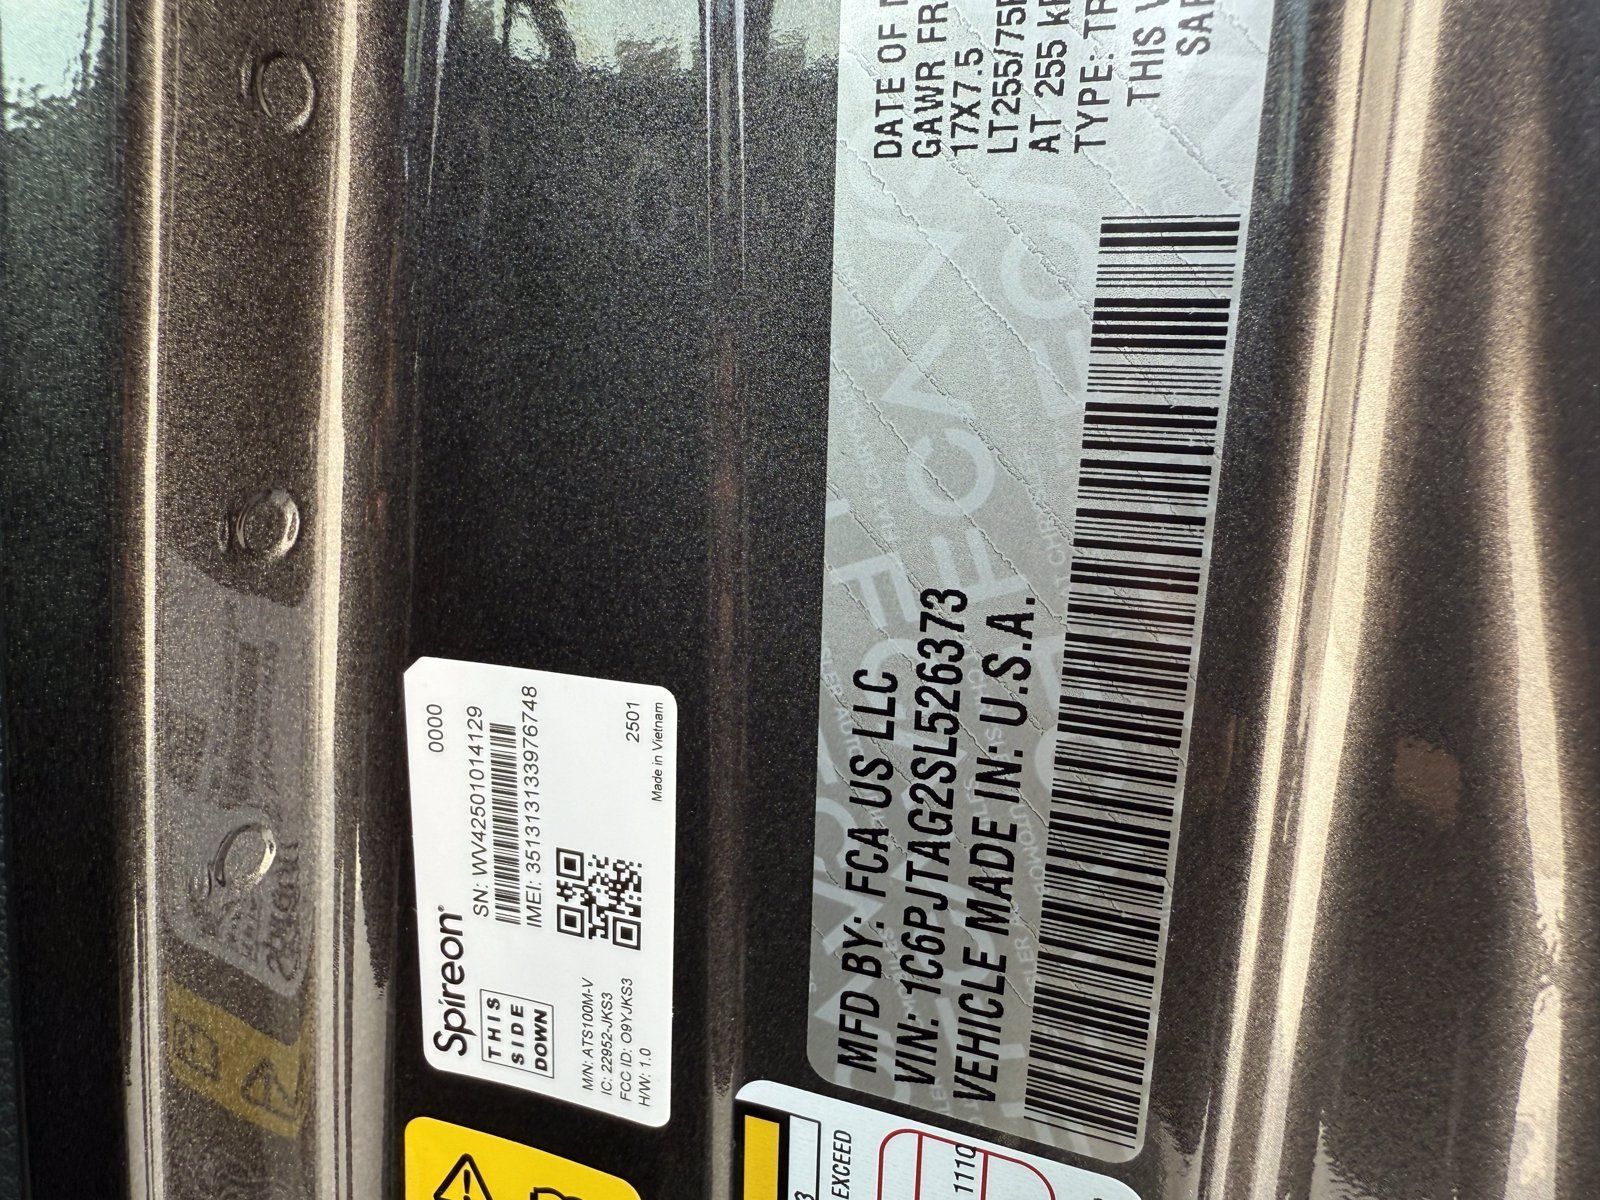 Spireon
THIS
SIDE
DOWN
0000
SN: WV42501014129
IMEI: 351313133976748
M/N: ATS100M-V
IC: 22952-JKS3
FCC ID: O9YJKS3
H/W: 1.0
2501
Made in Vietnam
MFD BY: FCA US LLC
VIN: 1C6PJTAG2SL526373
VEHICLE MADE IN: U.S.A.
DATE OF
GAWR FR
17X7.5
LT255/75
AT 255
TYPE: TR
THIS
EXCEED
1110